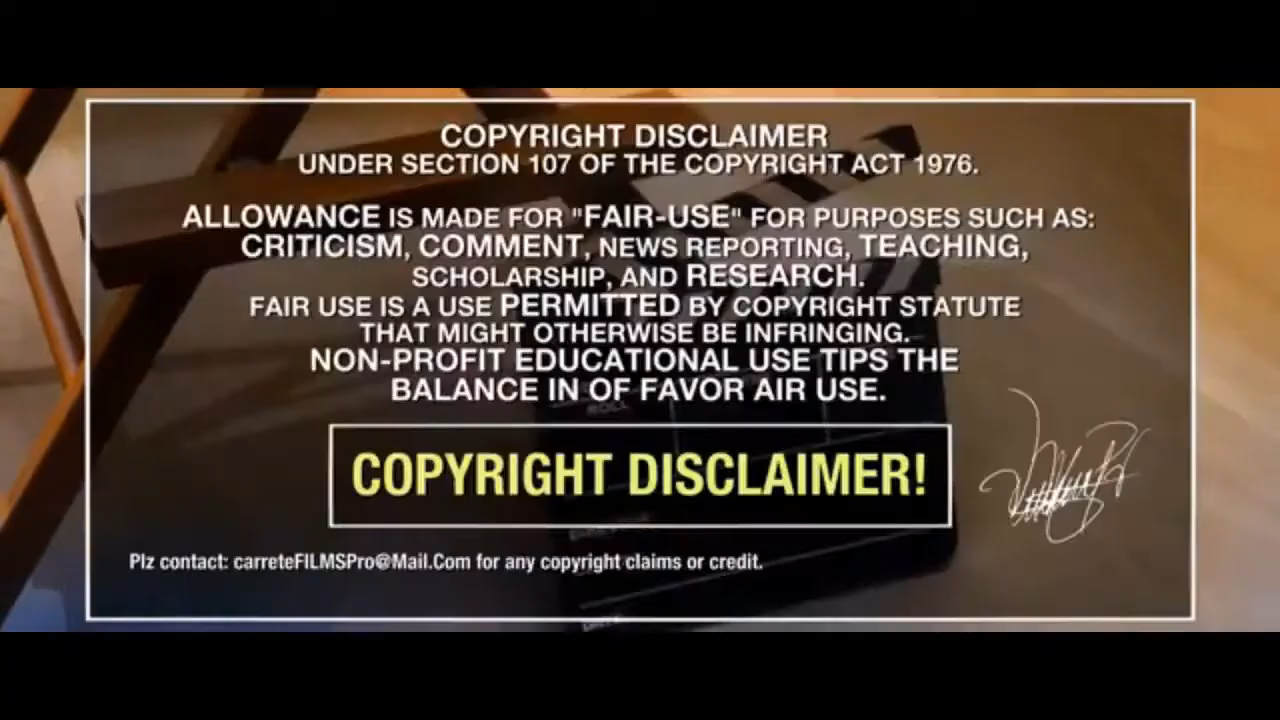 COPYRIGHT DISCLAIMER
UNDER SECTION 107 OF THE COPYRIGHT ACT 1976.
ALLOWANCE IS MADE FOR "FAIR-USE" FOR PURPOSES SUCH AS:
CRITICISM, COMMENT, NEWS REPORTING, TEACHING,
SCHOLARSHIP, AND RESEARCH.
FAIR USE IS A USE PERMITTED BY COPYRIGHT STATUTE
THAT MIGHT OTHERWISE BE INFRINGING.
NON-PROFIT EDUCATIONAL USE TIPS THE
BALANCE IN OF FAVOR AIR USE.
ROLL
COPYRIGHT DISCLAIMER!
Plz contact: carreteFILMSPro@Mail.Com for any copyright claims or credit.